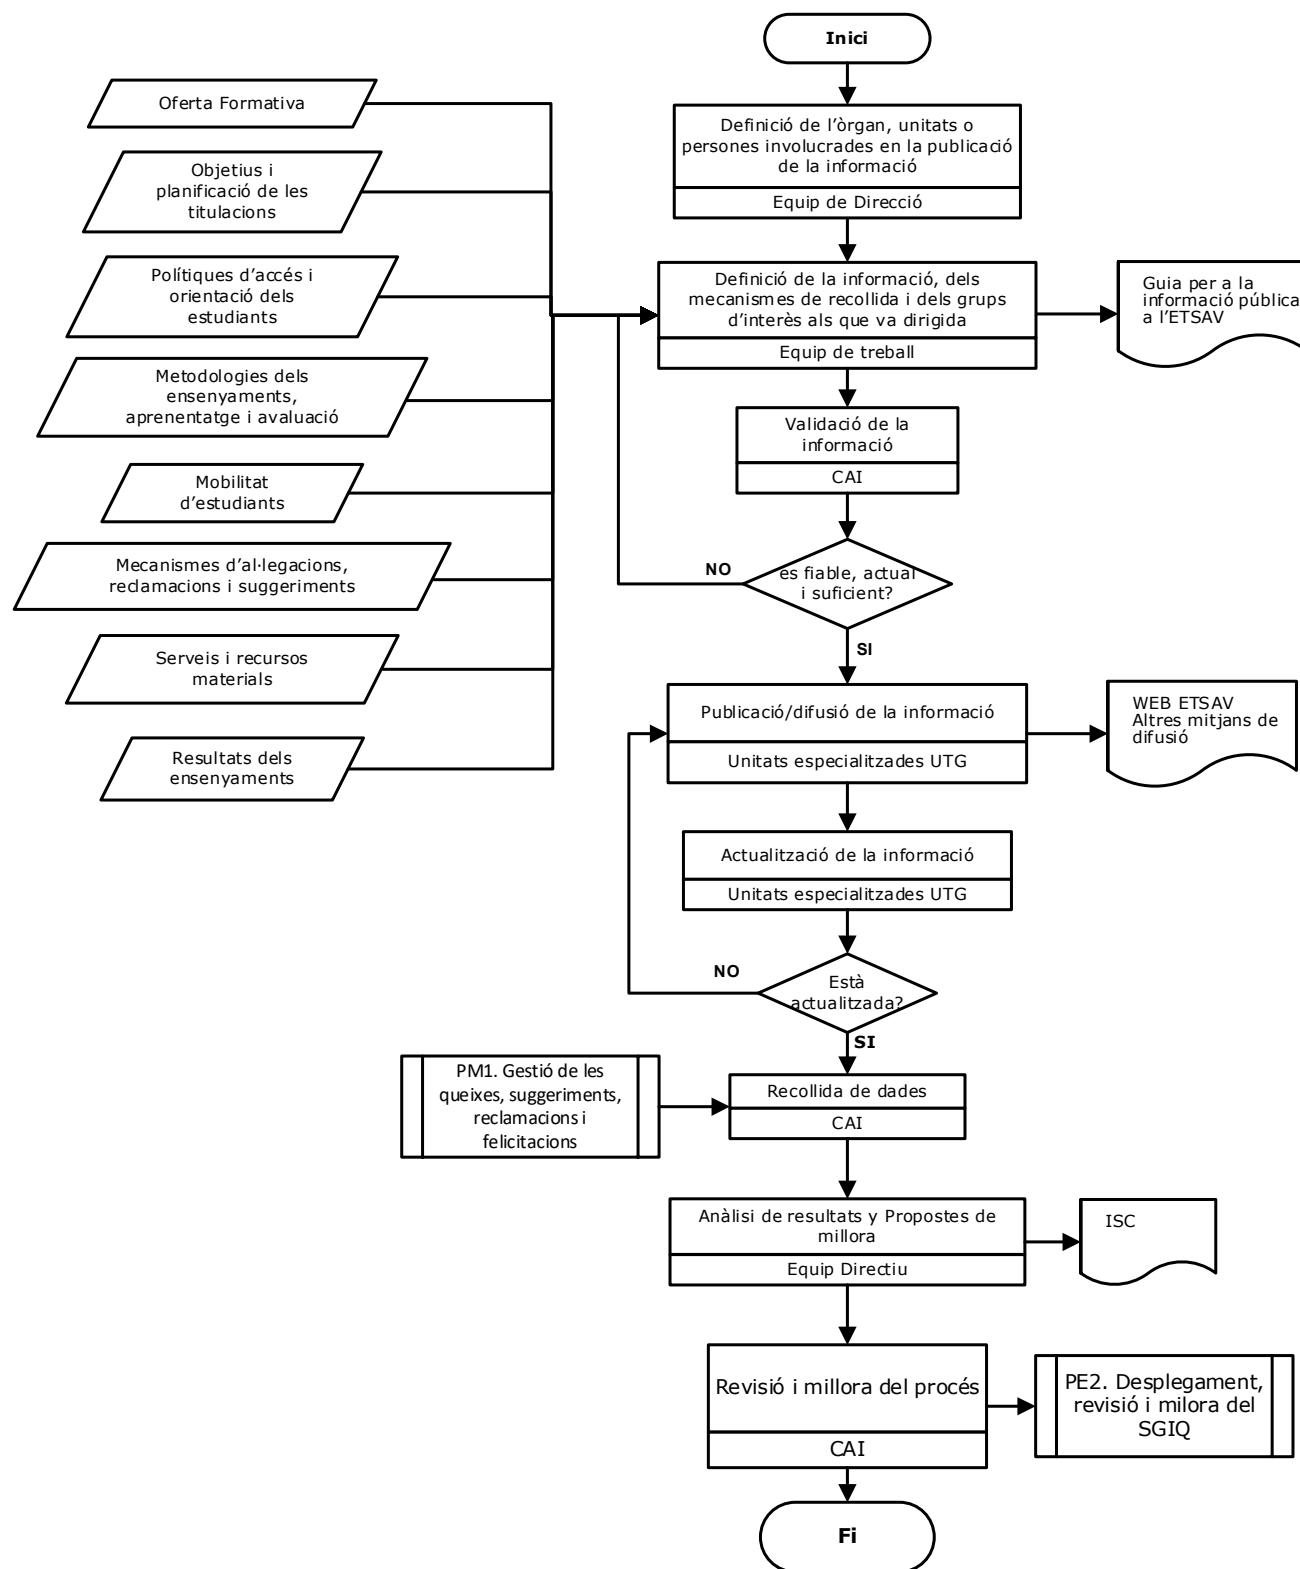 Inici
Oferta Formativa
Objetius i
planificació de les
titulacions
Polítiques d’accés i
orientació dels
estudiants
Metodologies dels
ensenyaments,
aprenentatge i avaluació
Mobilitat
d’estudiants
Mecanismes d’al·legacions,
reclamacions i suggeriments
Serveis i recursos
materials
Resultats dels
ensenyaments
Definició de l’òrgan, unitats o
persones involucrades en la publicació
de la informació
Equip de Direcció
Definició de la informació, dels
mecanismes de recollida i dels grups
d’interès als que va dirigida
Equip de treball
Guia per a la
informació pública
a l’ETSAV
Validació de la
informació
CAI
es fiable, actual
i suficient?
NO
SI
Publicació/difusió de la informació
Unitats especialitzades UTG
WEB ETSAV
Altres mitjans de
difusió
Actualització de la informació
Unitats especialitzades UTG
Està
actualitzada?
NO
SI
PM1. Gestió de les
queixes, suggeriments,
reclamacions i
felicitacions
Recollida de dades
CAI
Anàlisi de resultats y Propostes de
millora
Equip Directiu
ISC
Revisió i millora del procés
CAI
PE2. Desplegament,
revisió i milora del
SGIQ
Fi